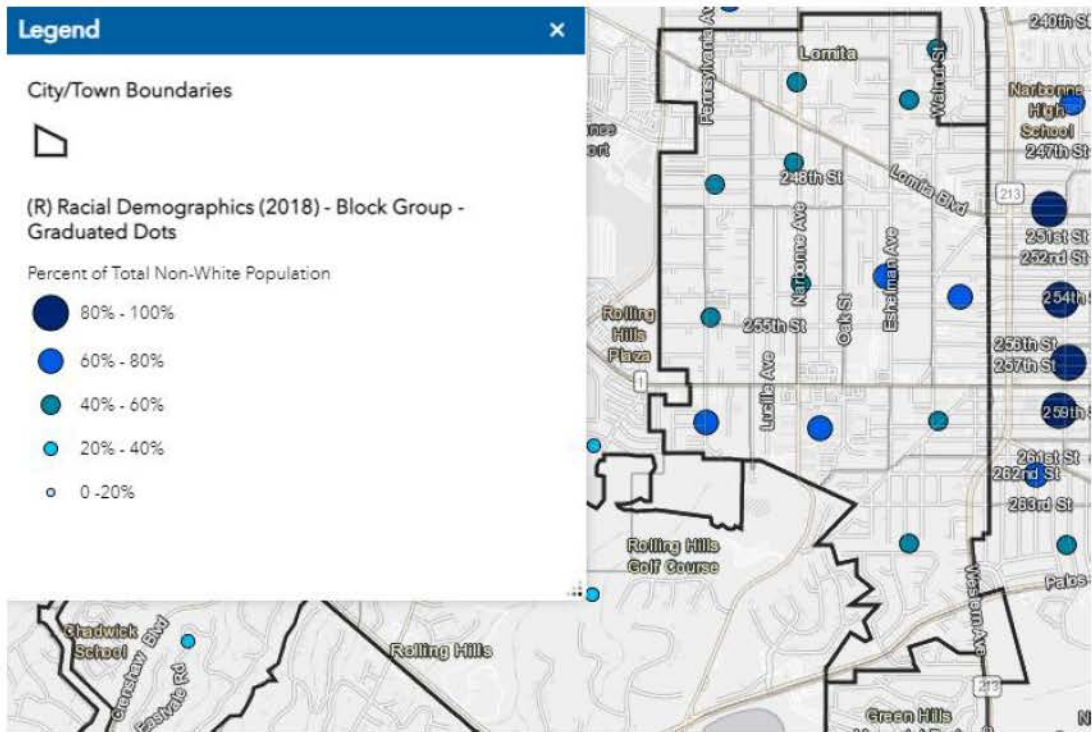 Legend
City/Town Boundaries
(R) Racial Demographics (2018) - Block Group -
Graduated Dots
Percent of Total Non-White Population
80% - 100%
60% - 80%
40% - 60%
20% - 40%
0 -20%
Pennsylvania Av
Lomita
Walnut St
240th St
Narbonne
High
School
247th St
248th St
Lomita Blvd
213
251st St
252nd St
Narbonne Ave
Oak St
Eshelman Ave
254th S
Rolling
Hills
Plaza
255th St
256th St
257th St
1
Lucille Ave
259th S
261st St
262nd St
263rd St
Rolling Hills
Golf Course
Western Ave
Palos
213
Chadwick
School
Crenshaw Blvd
Eastvale Rd
Rolling Hills
Green Hills